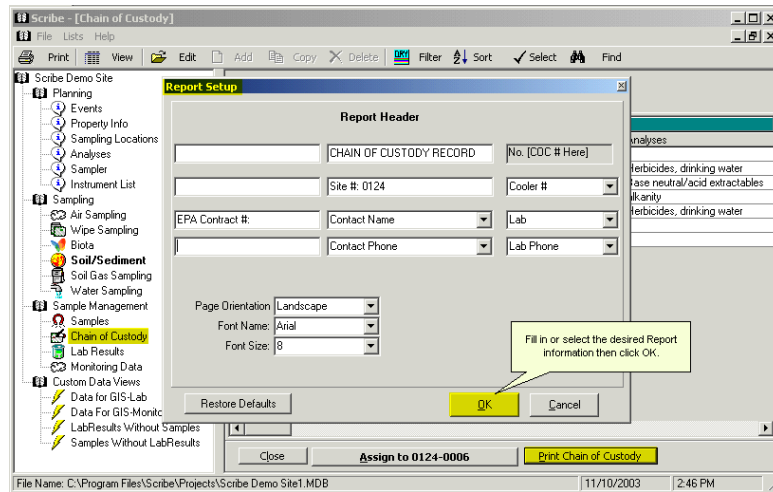 Scribe - [Chain of Custody]
File Lists Help
Print View Edit Add Copy Delete Filter Sort Select Find
Scribe Demo Site
Planning
Events
Property Info
Sampling Locations
Analyses
Sampler
Instrument List
Sampling
Air Sampling
Wipe Sampling
Biota
Soil/Sediment
Soil Gas Sampling
Water Sampling
Sample Management
Samples
Chain of Custody
Lab Results
Monitoring Data
Custom Data Views
Data for GIS-Lab
Data For GIS-Monito
LabResults Without Samples
Samples Without LabResults
Report Setup
Report Header
CHAIN OF CUSTODY RECORD No. [COC # Here]
Site #: 0124 Cooler #
EPA Contract #: Contact Name Lab
Contact Phone Lab Phone
Page Orientation Landscape
Font Name: Arial
Font Size: 8
Fill in or select the desired Report
information then click OK.
Restore Defaults OK Cancel
Analyses
Herbicides, drinking water
Base neutral/acid extractables
alkanity
Herbicides, drinking water
Close Assign to 0124-0006 Print Chain of Custody
File Name: C:\Program Files\Scribe\Projects\Scribe Demo Site1.MDB 11/10/2003 2:46 PM